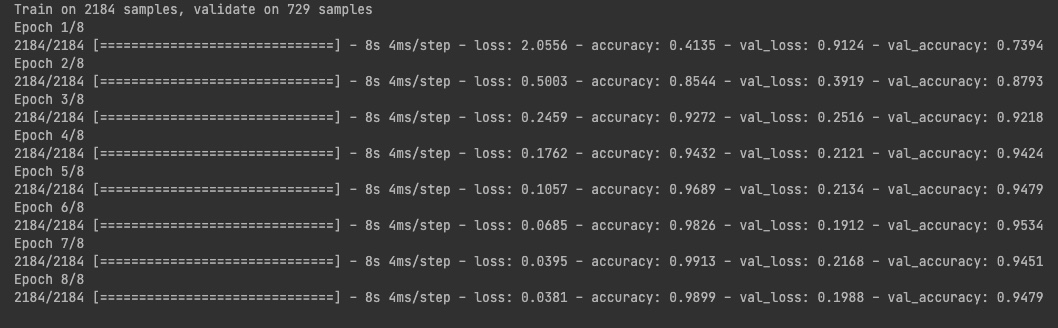 Train on 2184 samples, validate on 729 samples
Epoch 1/8
2184/2184 [==============================] - 8s 4ms/step - loss: 2.0556 - accuracy: 0.4135 - val_loss: 0.9124 - val_accuracy: 0.7394
Epoch 2/8
2184/2184 [==============================] - 8s 4ms/step - loss: 0.5003 - accuracy: 0.8544 - val_loss: 0.3919 - val_accuracy: 0.8793
Epoch 3/8
2184/2184 [==============================] - 8s 4ms/step - loss: 0.2459 - accuracy: 0.9272 - val_loss: 0.2516 - val_accuracy: 0.9218
Epoch 4/8
2184/2184 [==============================] - 8s 4ms/step - loss: 0.1762 - accuracy: 0.9432 - val_loss: 0.2121 - val_accuracy: 0.9424
Epoch 5/8
2184/2184 [==============================] - 8s 4ms/step - loss: 0.1057 - accuracy: 0.9689 - val_loss: 0.2134 - val_accuracy: 0.9479
Epoch 6/8
2184/2184 [==============================] - 8s 4ms/step - loss: 0.0685 - accuracy: 0.9826 - val_loss: 0.1912 - val_accuracy: 0.9534
Epoch 7/8
2184/2184 [==============================] - 8s 4ms/step - loss: 0.0395 - accuracy: 0.9913 - val_loss: 0.2168 - val_accuracy: 0.9451
Epoch 8/8
2184/2184 [==============================] - 8s 4ms/step - loss: 0.0381 - accuracy: 0.9899 - val_loss: 0.1988 - val_accuracy: 0.9479